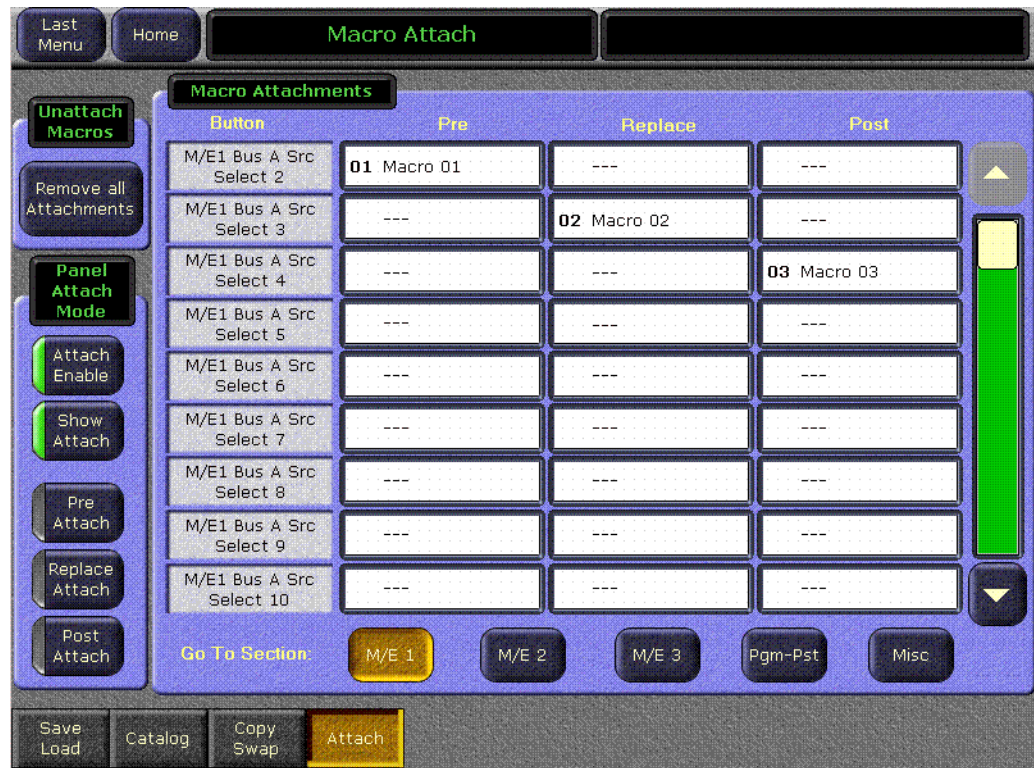 Last
Menu
Home
Macro Attach
Macro Attachments
Unattach
Macros
Remove all
Attachments
Panel
Attach
Mode
Attach
Enable
Show
Attach
Pre
Attach
Replace
Attach
Post
Attach
Button Pre Replace Post
M/E1 Bus A Src
Select 2
01 Macro 01 --- ---
M/E1 Bus A Src
Select 3
--- 02 Macro 02 ---
M/E1 Bus A Src
Select 4
--- --- 03 Macro 03
M/E1 Bus A Src
Select 5
--- --- ---
M/E1 Bus A Src
Select 6
--- --- ---
M/E1 Bus A Src
Select 7
--- --- ---
M/E1 Bus A Src
Select 8
--- --- ---
M/E1 Bus A Src
Select 9
--- --- ---
M/E1 Bus A Src
Select 10
--- --- ---
Go To Section: M/E 1 M/E 2 M/E 3 Pgm-Pst Misc
Save
Load
Catalog
Copy
Swap
Attach